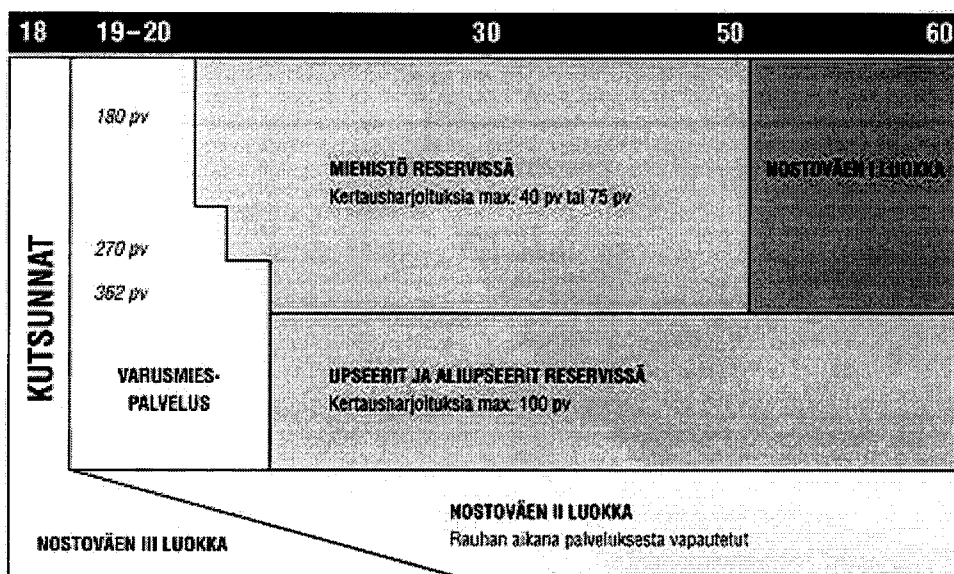 18 19–20 30 50 60
KUTSUNNAT
180 pv
270 pv
362 pv
VARUSMIES-
PALVELUS
MIEHISTÖ RESERVISSÄ
Kertausharjoituksia max. 40 pv tai 75 pv
NOSTOVÄEN I LUOKKA
UPSEERIT JA ALIUPSEERIT RESERVISSÄ
Kertausharjoituksia max. 100 pv
NOSTOVÄEN III LUOKKA
NOSTOVÄEN II LUOKKA
Rauhan aikana palveluksesta vapautetut